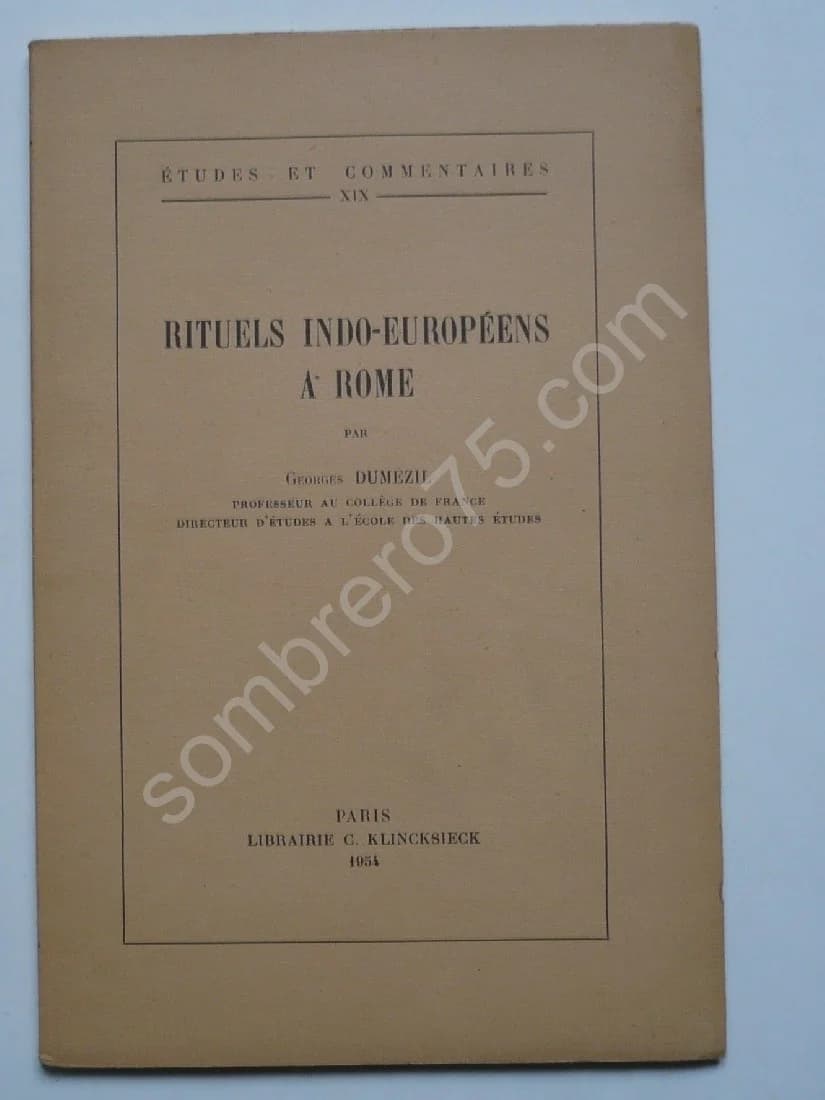 ÉTUDES ET COMMENTAIRES
XIX
RITUELS INDO-EUROPÉENS
A ROME
PAR
GEORGES DUMÉZIL
PROFESSEUR AU COLLÈGE DE FRANCE
DIRECTEUR D'ÉTUDES A L'ÉCOLE DES HAUTES ÉTUDES
PARIS
LIBRAIRIE C. KLINCKSIECK
1954
sombrero75.com